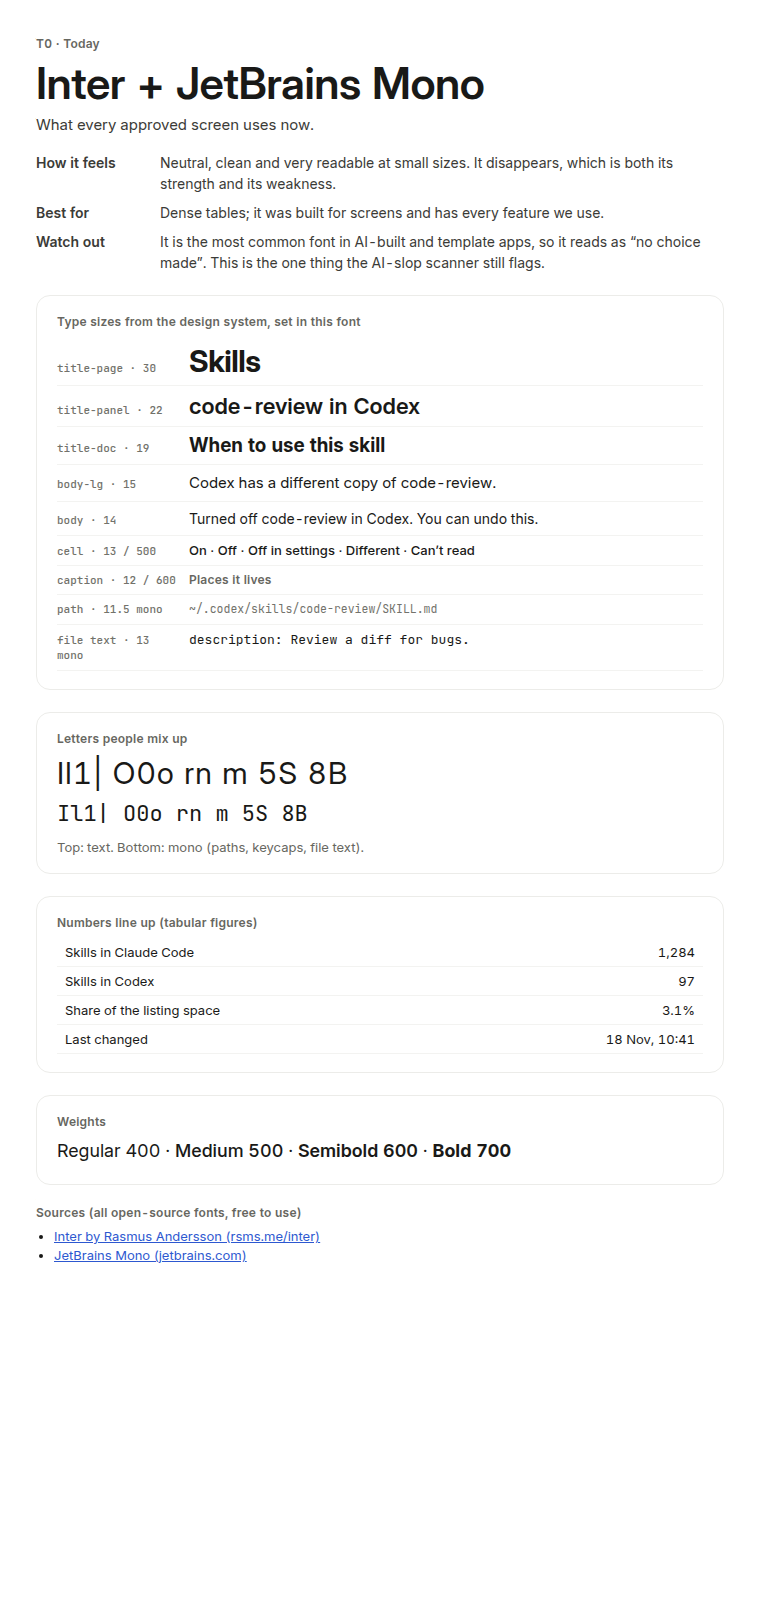 T0 · Today
Inter + JetBrains Mono
What every approved screen uses now.
How it feels
Neutral, clean and very readable at small sizes. It disappears, which is both its
strength and its weakness.
Best for
Dense tables; it was built for screens and has every feature we use.
Watch out
It is the most common font in AI-built and template apps, so it reads as “no choice
made”. This is the one thing the AI-slop scanner still flags.
Type sizes from the design system, set in this font
title-page · 30 Skills
title-panel · 22 code-review in Codex
title-doc · 19 When to use this skill
body-lg · 15 Codex has a different copy of code-review.
body · 14 Turned off code-review in Codex. You can undo this.
cell · 13 / 500 On · Off · Off in settings · Different · Can’t read
caption · 12 / 600 Places it lives
path · 11.5 mono ~/.codex/skills/code-review/SKILL.md
file text · 13 description: Review a diff for bugs.
mono
Letters people mix up
Il1| O0o rn m 5S 8B
Il1| O0o rn m 5S 8B
Top: text. Bottom: mono (paths, keycaps, file text).
Numbers line up (tabular figures)
Skills in Claude Code 1,284
Skills in Codex 97
Share of the listing space 3.1%
Last changed 18 Nov, 10:41
Weights
Regular 400 · Medium 500 · Semibold 600 · Bold 700
Sources (all open-source fonts, free to use)
• Inter by Rasmus Andersson (rsms.me/inter)
• JetBrains Mono (jetbrains.com)